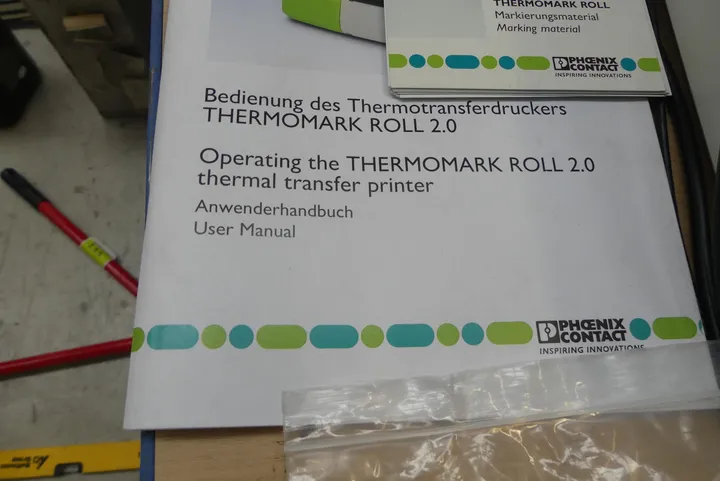 THERMOMARK ROLL
Markierungsmaterial
Marking material
PHŒNIX
CONTACT
INSPIRING INNOVATIONS
Bedienung des Thermotransferdruckers
THERMOMARK ROLL 2.0
Operating the THERMOMARK ROLL 2.0
thermal transfer printer
Anwenderhandbuch
User Manual
PHŒNIX
CONTACT
INSPIRING INNOVATIONS